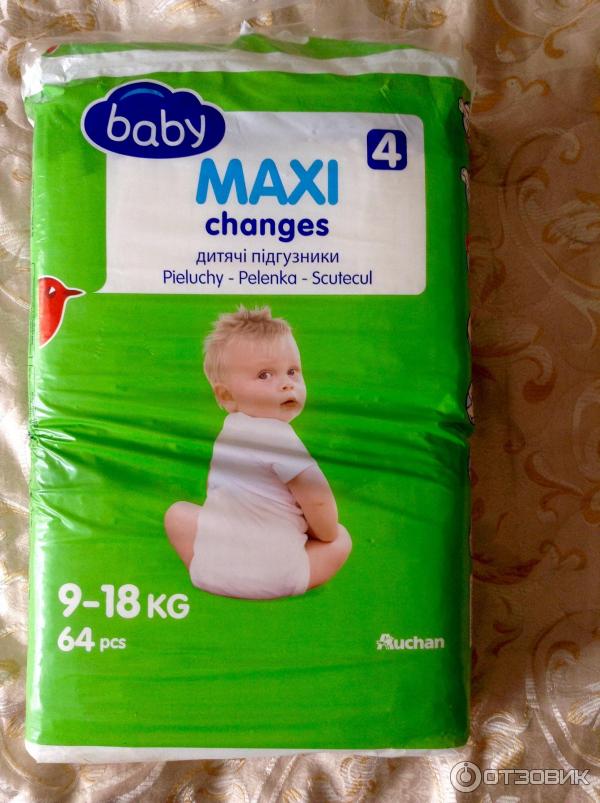 baby
4
MAXI
changes
дитячі підгузники
Pieluchy - Pelenka - Scutecul
9-18 KG
64 pcs
Auchan
ОТЗОВИК